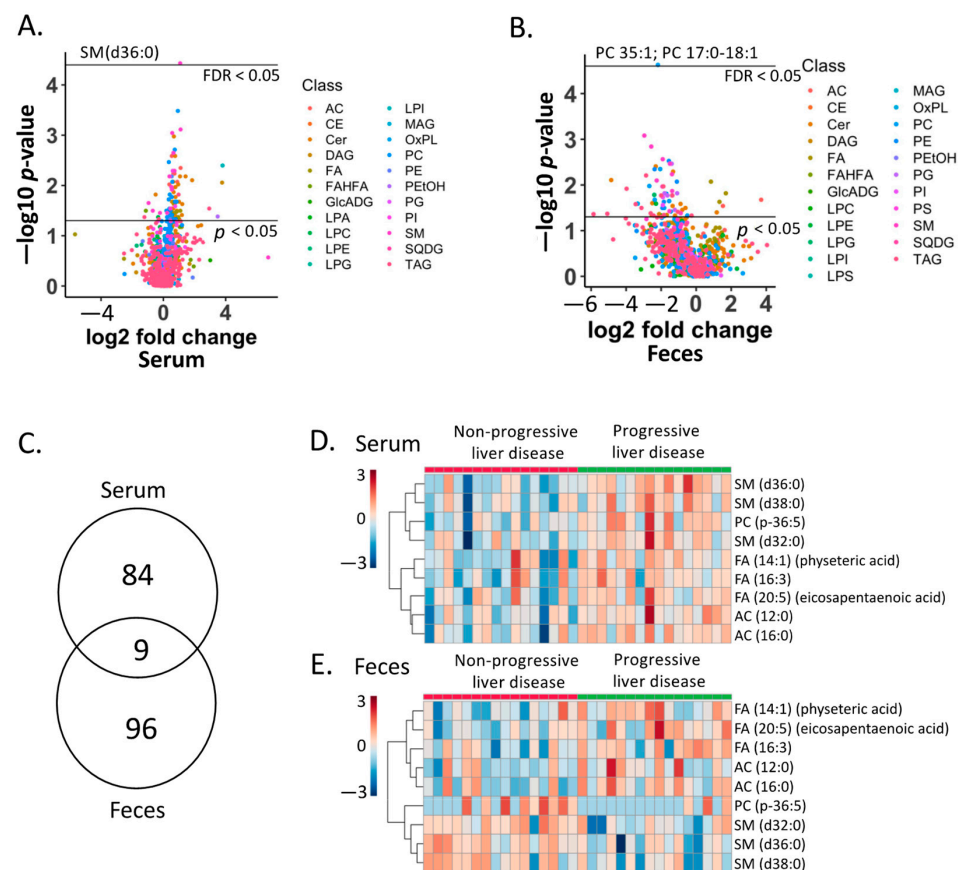 A.
SM(d36:0)
FDR < 0.05
4
3
2
1
0
—log10 p-value
p < 0.05
—4
0
4
log2 fold change
Serum
Class
AC
CE
Cer
DAG
FA
FAHFA
GlcADG
LPA
LPC
LPE
LPG
LPI
MAG
OxPL
PC
PE
PEtOH
PG
PI
SM
SQDG
TAG
B.
PC 35:1; PC 17:0-18:1
FDR < 0.05
4
3
2
1
0
—log10 p-value
p < 0.05
—6
—4
—2
0
2
4
log2 fold change
Feces
Class
AC
CE
Cer
DAG
FA
FAHFA
GlcADG
LPC
LPE
LPG
LPI
LPS
MAG
OxPL
PC
PE
PEtOH
PG
PI
PS
SM
SQDG
TAG
C.
Serum
84
9
96
Feces
D.
Serum
Non-progressive
liver disease
Progressive
liver disease
3
0
—3
SM (d36:0)
SM (d38:0)
PC (p-36:5)
SM (d32:0)
FA (14:1) (physeteric acid)
FA (16:3)
FA (20:5) (eicosapentaenoic acid)
AC (12:0)
AC (16:0)
E.
Feces
Non-progressive
liver disease
Progressive
liver disease
3
0
—3
FA (14:1) (physeteric acid)
FA (20:5) (eicosapentaenoic acid)
FA (16:3)
AC (12:0)
AC (16:0)
PC (p-36:5)
SM (d32:0)
SM (d36:0)
SM (d38:0)